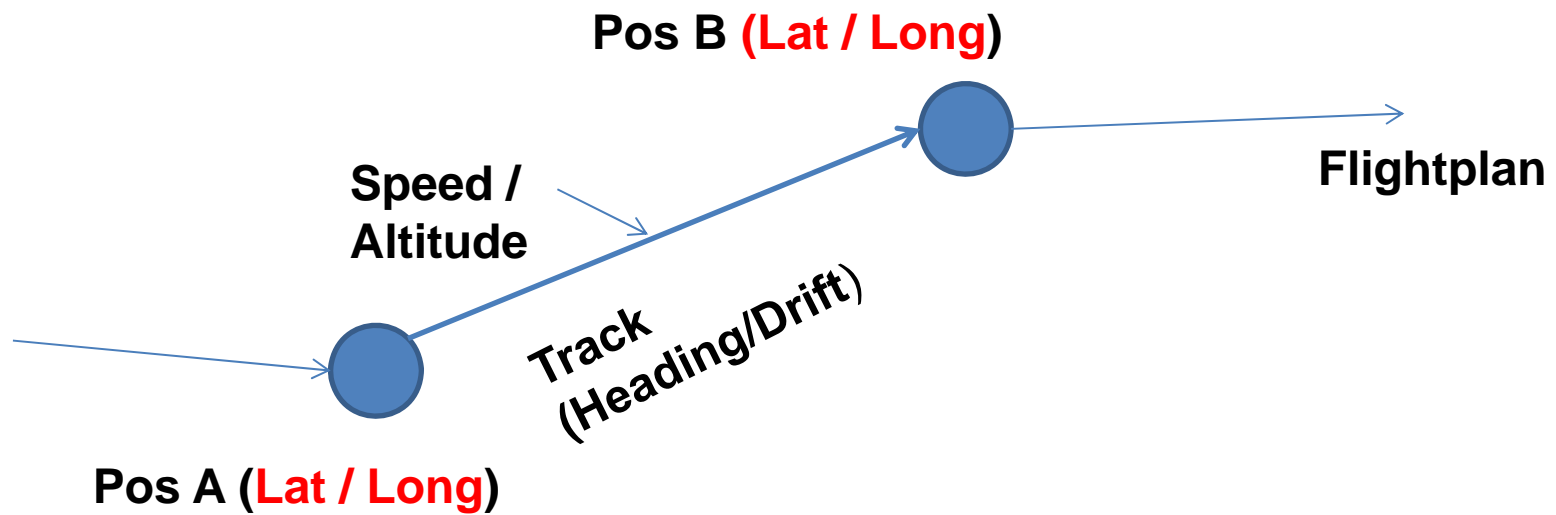 Pos B (Lat / Long)
Speed /
Altitude
Flightplan
Track
(Heading/Drift)
Pos A (Lat / Long)